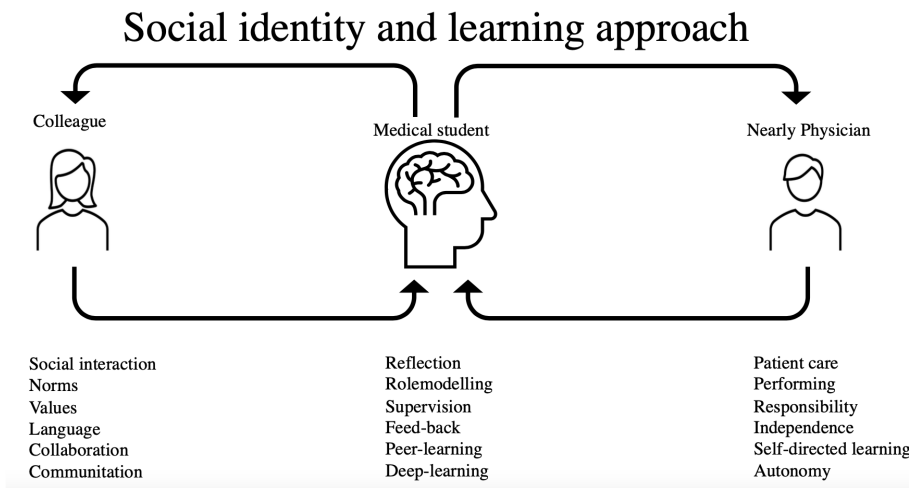 Social identity and learning approach
Colleague
Medical student
Nearly Physician
Social interaction
Norms
Values
Language
Collaboration
Communitation
Reflection
Rolemodelling
Supervision
Feed-back
Peer-learning
Deep-learning
Patient care
Performing
Responsibility
Independence
Self-directed learning
Autonomy